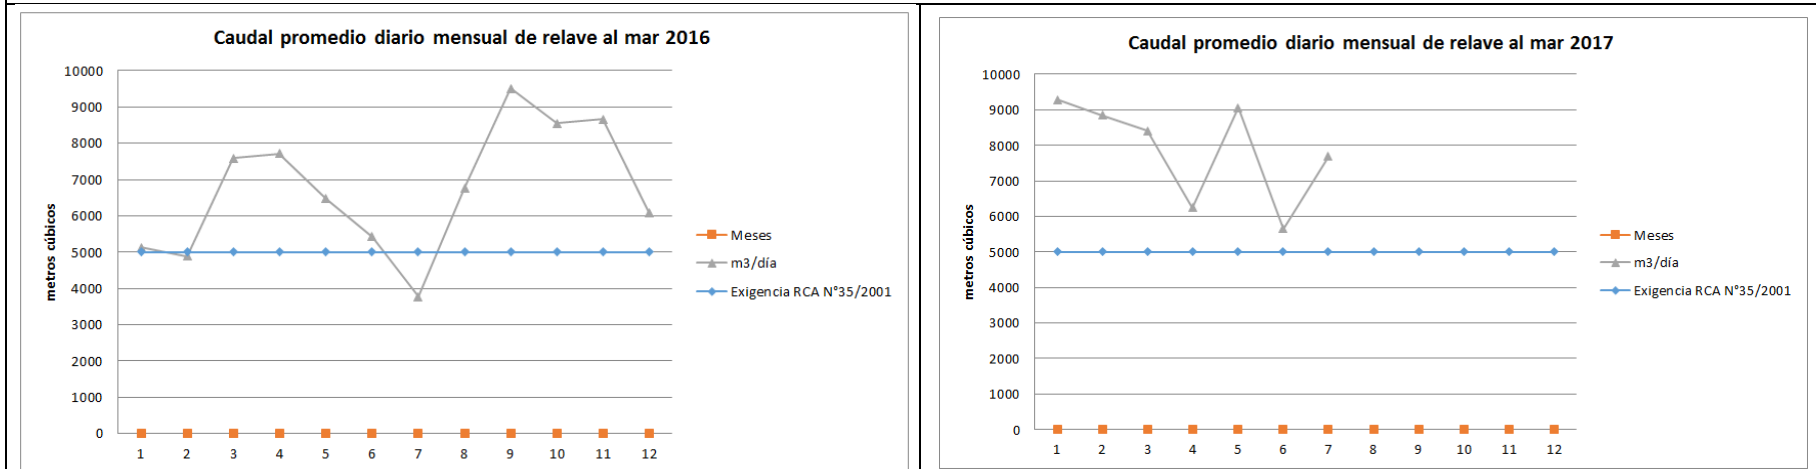 Caudal promedio diario mensual de relave al mar 2016
10000
9000
8000
7000
6000
5000
4000
3000
2000
1000
0
metros cúbicos
1 2 3 4 5 6 7 8 9 10 11 12
Meses
m3/día
Exigencia RCA N°35/2001
Caudal promedio diario mensual de relave al mar 2017
10000
9000
8000
7000
6000
5000
4000
3000
2000
1000
0
metros cúbicos
1 2 3 4 5 6 7 8 9 10 11 12
Meses
m3/día
Exigencia RCA N°35/2001